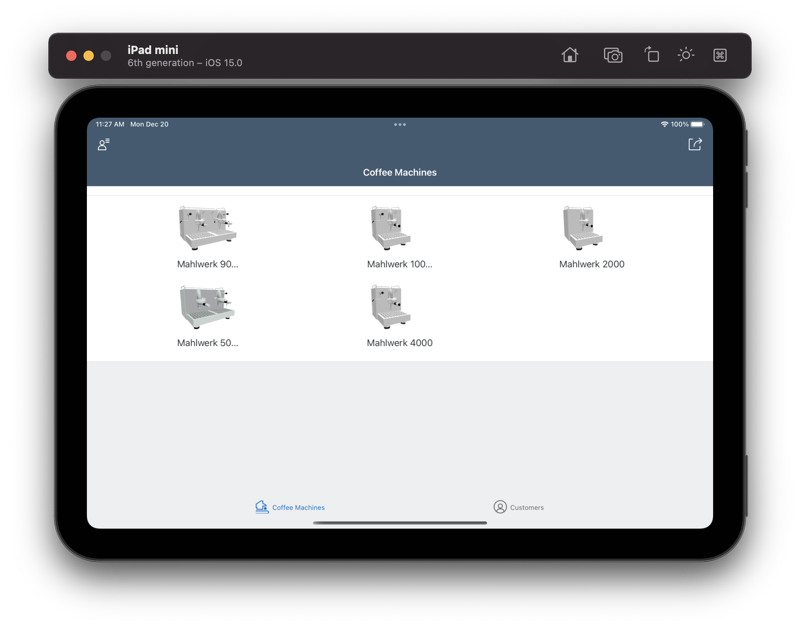 iPad mini
6th generation – iOS 15.0
11:27 AM Mon Dec 20
100%
Coffee Machines
Mahlwerk 90...
Mahlwerk 100...
Mahlwerk 2000
Mahlwerk 50...
Mahlwerk 4000
Coffee Machines
Customers